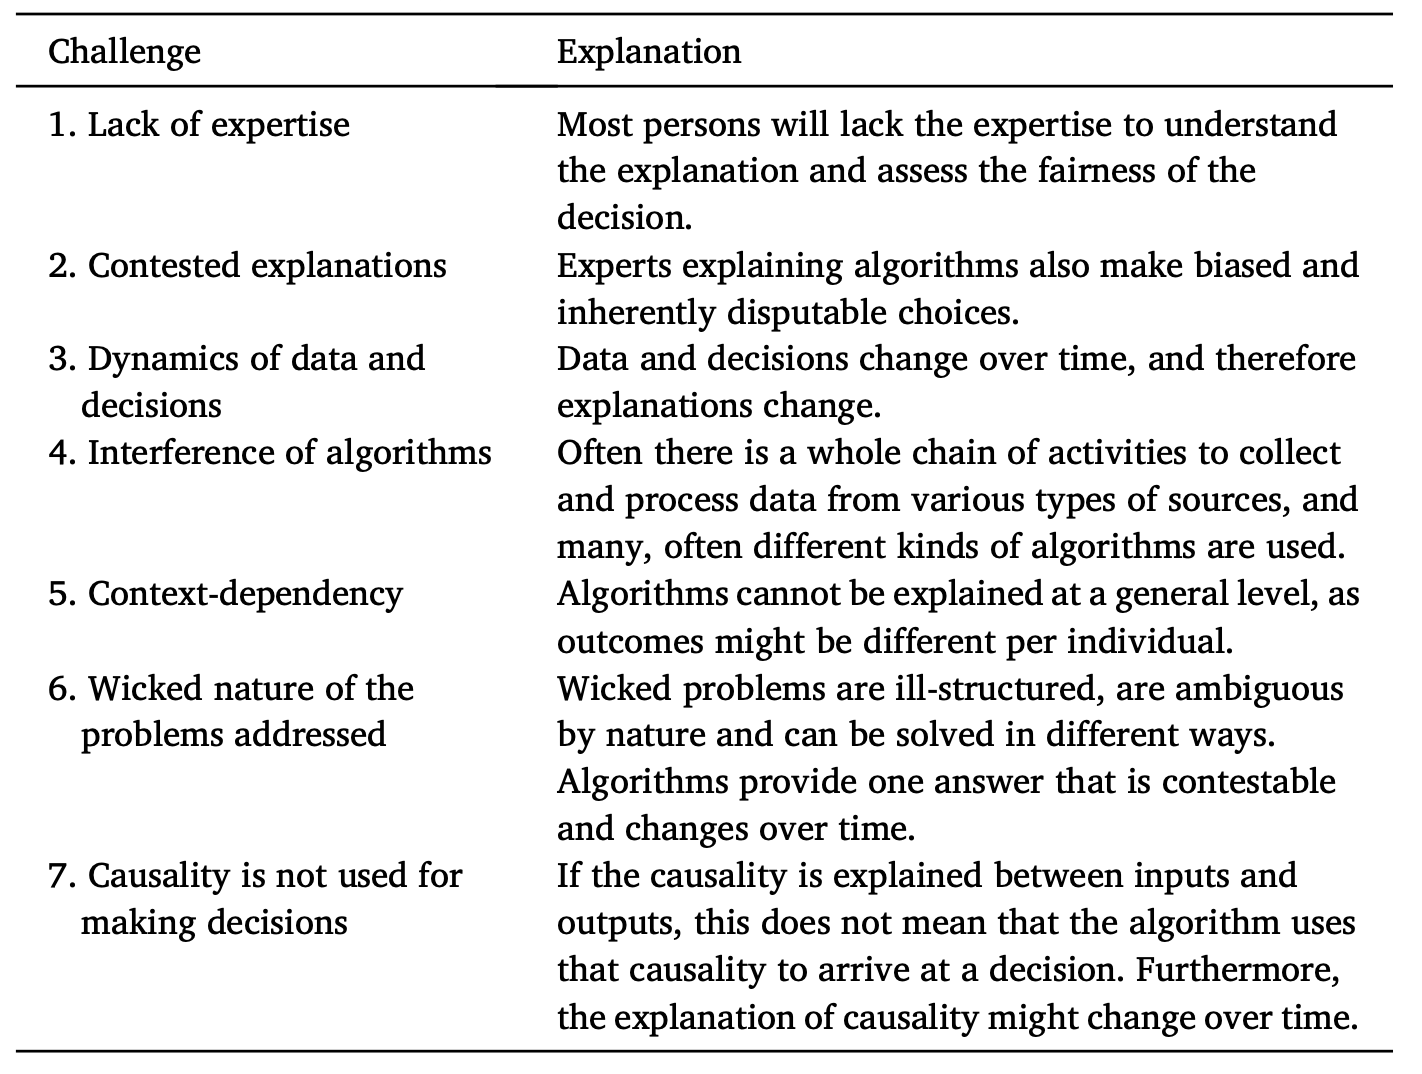 Challenge Explanation
1. Lack of expertise Most persons will lack the expertise to understand
the explanation and assess the fairness of the
decision.
2. Contested explanations Experts explaining algorithms also make biased and
inherently disputable choices.
3. Dynamics of data and Data and decisions change over time, and therefore
decisions explanations change.
4. Interference of algorithms Often there is a whole chain of activities to collect
and process data from various types of sources, and
many, often different kinds of algorithms are used.
5. Context-dependency Algorithms cannot be explained at a general level, as
outcomes might be different per individual.
6. Wicked nature of the Wicked problems are ill-structured, are ambiguous
problems addressed by nature and can be solved in different ways.
Algorithms provide one answer that is contestable
and changes over time.
7. Causality is not used for If the causality is explained between inputs and
making decisions outputs, this does not mean that the algorithm uses
that causality to arrive at a decision. Furthermore,
the explanation of causality might change over time.